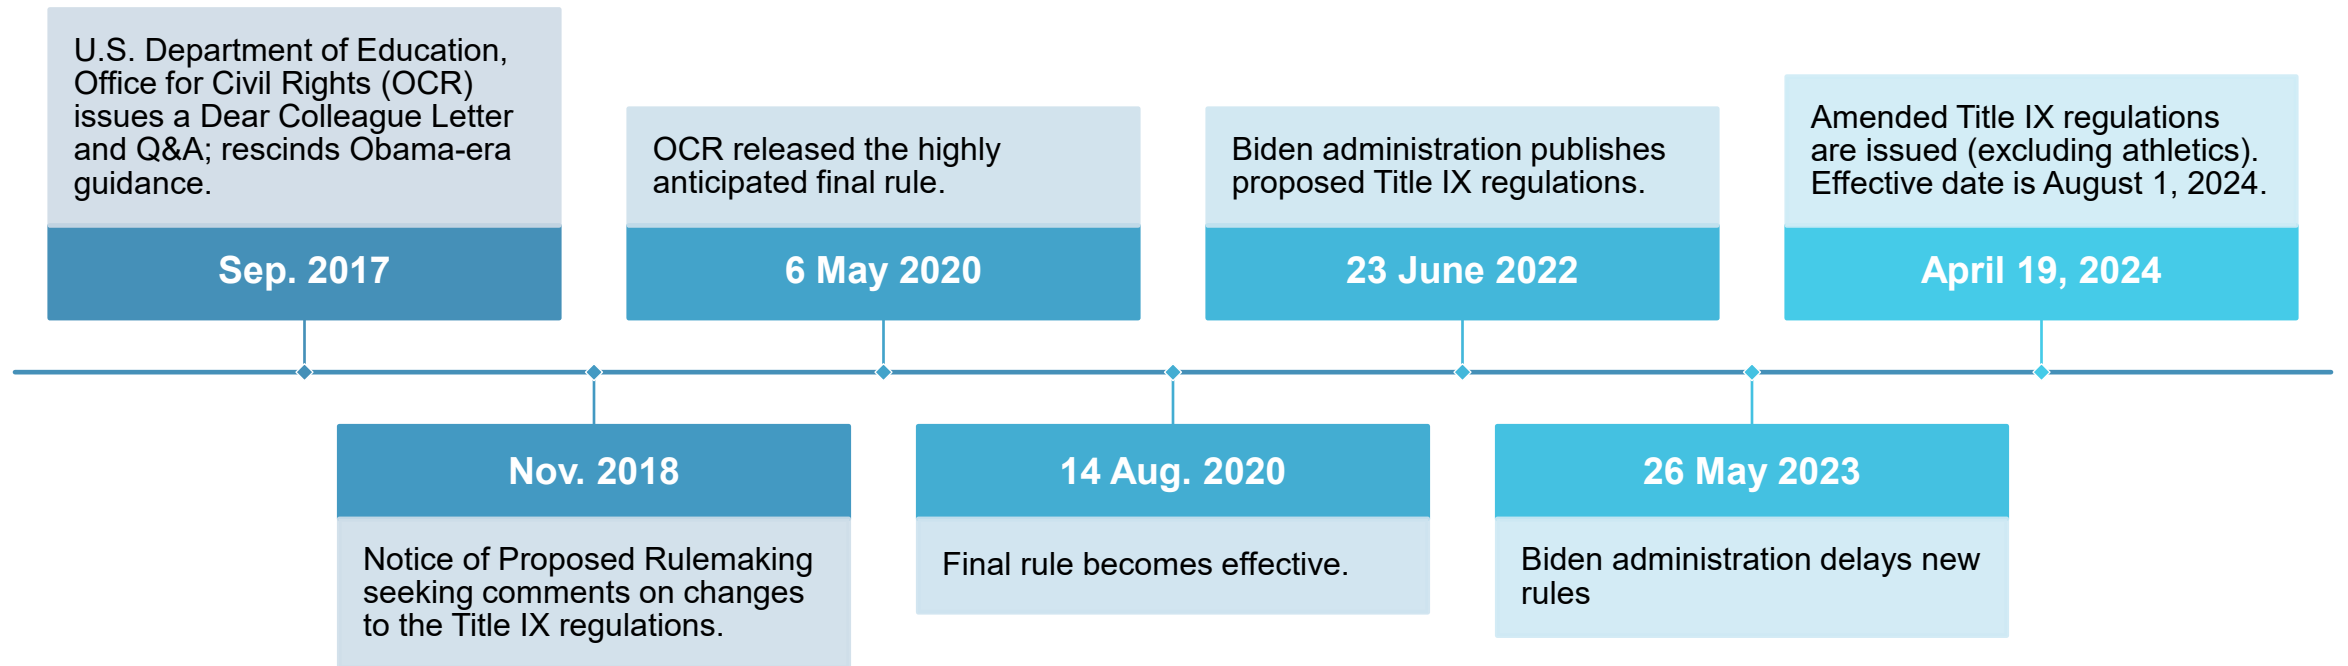 U.S. Department of Education,
Office for Civil Rights (OCR)
issues a Dear Colleague Letter
and Q&A; rescinds Obama-era
guidance.
Sep. 2017
Nov. 2018
Notice of Proposed Rulemaking
seeking comments on changes
to the Title IX regulations.
OCR released the highly
anticipated final rule.
6 May 2020
14 Aug. 2020
Final rule becomes effective.
Biden administration publishes
proposed Title IX regulations.
23 June 2022
26 May 2023
Biden administration delays new
rules
Amended Title IX regulations
are issued (excluding athletics).
Effective date is August 1, 2024.
April 19, 2024